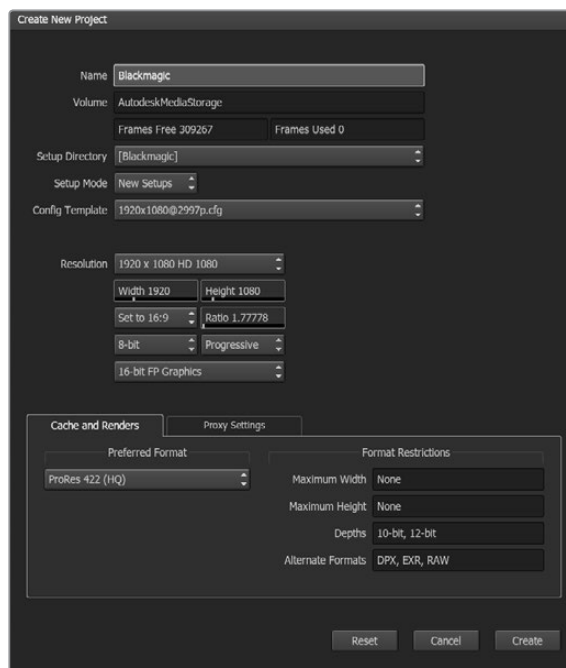 Create New Project
Name Blackmagic
Volume AutodeskMediaStorage
Frames Free 309267 Frames Used 0
Setup Directory [Blackmagic]
Setup Mode New Setups
Config Template 1920x1080@2997p.cfg
Resolution 1920 x 1080 HD 1080
Width 1920 Height 1080
Set to 16:9 Ratio 1.77778
8-bit Progressive
16-bit FP Graphics
Cache and Renders Proxy Settings
Preferred Format Format Restrictions
ProRes 422 (HQ) Maximum Width None
Maximum Height None
Depths 10-bit, 12-bit
Alternate Formats DPX, EXR, RAW
Reset Cancel Create